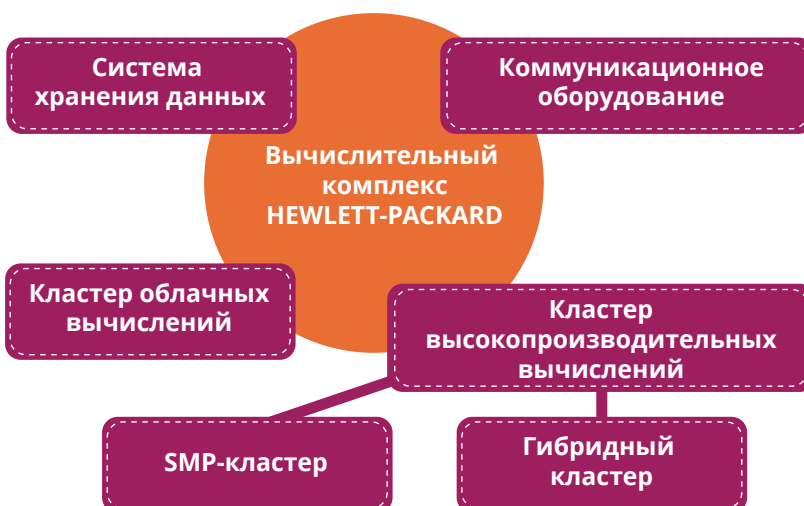 Система
хранения данных
Коммуникационное
оборудование
Вычислительный
комплекс
HEWLETT-PACKARD
Кластер облачных
вычислений
Кластер
высокопроизводительных
вычислений
SMP-кластер
Гибридный
кластер